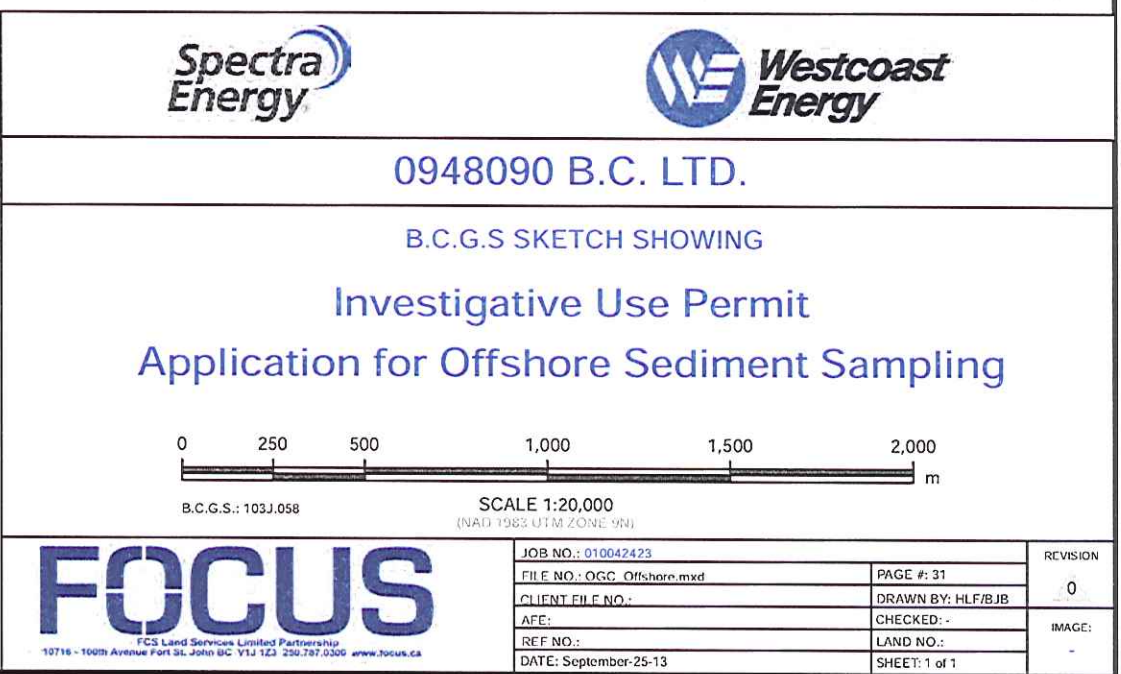 Spectra
Energy
WE
Westcoast
Energy
0948090 B.C. LTD.
B.C.G.S SKETCH SHOWING
Investigative Use Permit
Application for Offshore Sediment Sampling
0 250 500 1,000 1,500 2,000
m
B.C.G.S.: 103J.058
SCALE 1:20,000
(NAD 1983 UTM ZONE 9N)
FOCUS
FCS Land Services Limited Partnership
10716 - 100th Avenue Fort St. John BC V1J 1Z3 250.787.0300 www.focus.ca
JOB NO.: 010042423
FILE NO.: OGC_Offshore.mxd
PAGE #: 31
CLIENT FILE NO.:
DRAWN BY: HLF/BJB
AFE:
CHECKED: -
REF NO.:
LAND NO.:
DATE: September-25-13
SHEET: 1 of 1
REVISION
0
IMAGE:
-